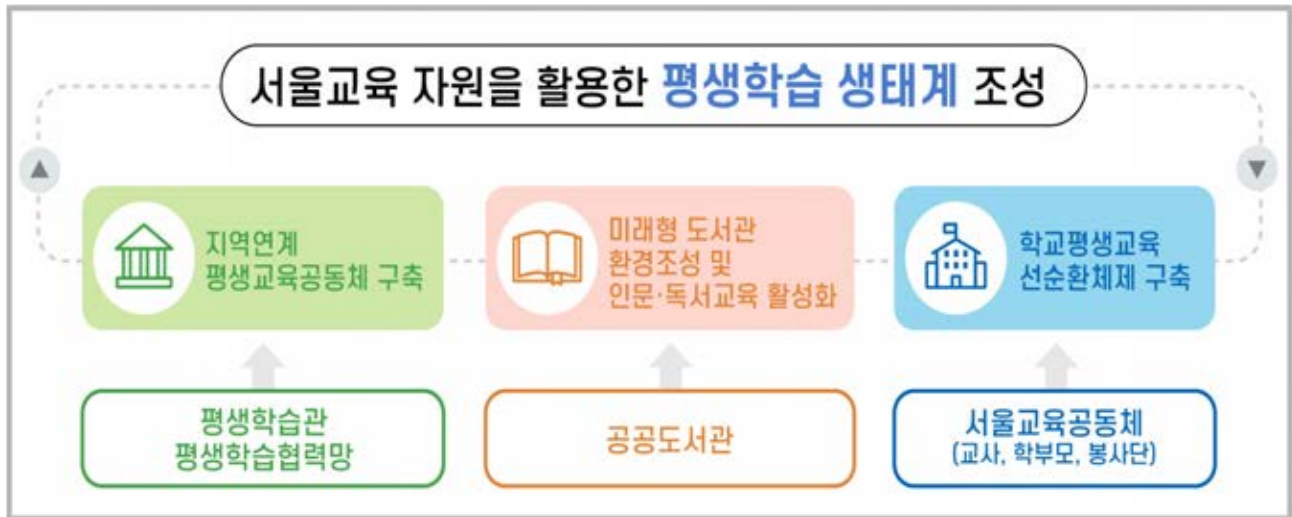 서울교육 자원을 활용한 평생학습 생태계 조성
지역연계
평생교육공동체 구축
미래형 도서관
환경조성 및
인문·독서교육 활성화
학교평생교육
선순환체제 구축
평생학습관
평생학습협력망
공공도서관
서울교육공동체
(교사, 학부모, 봉사단)